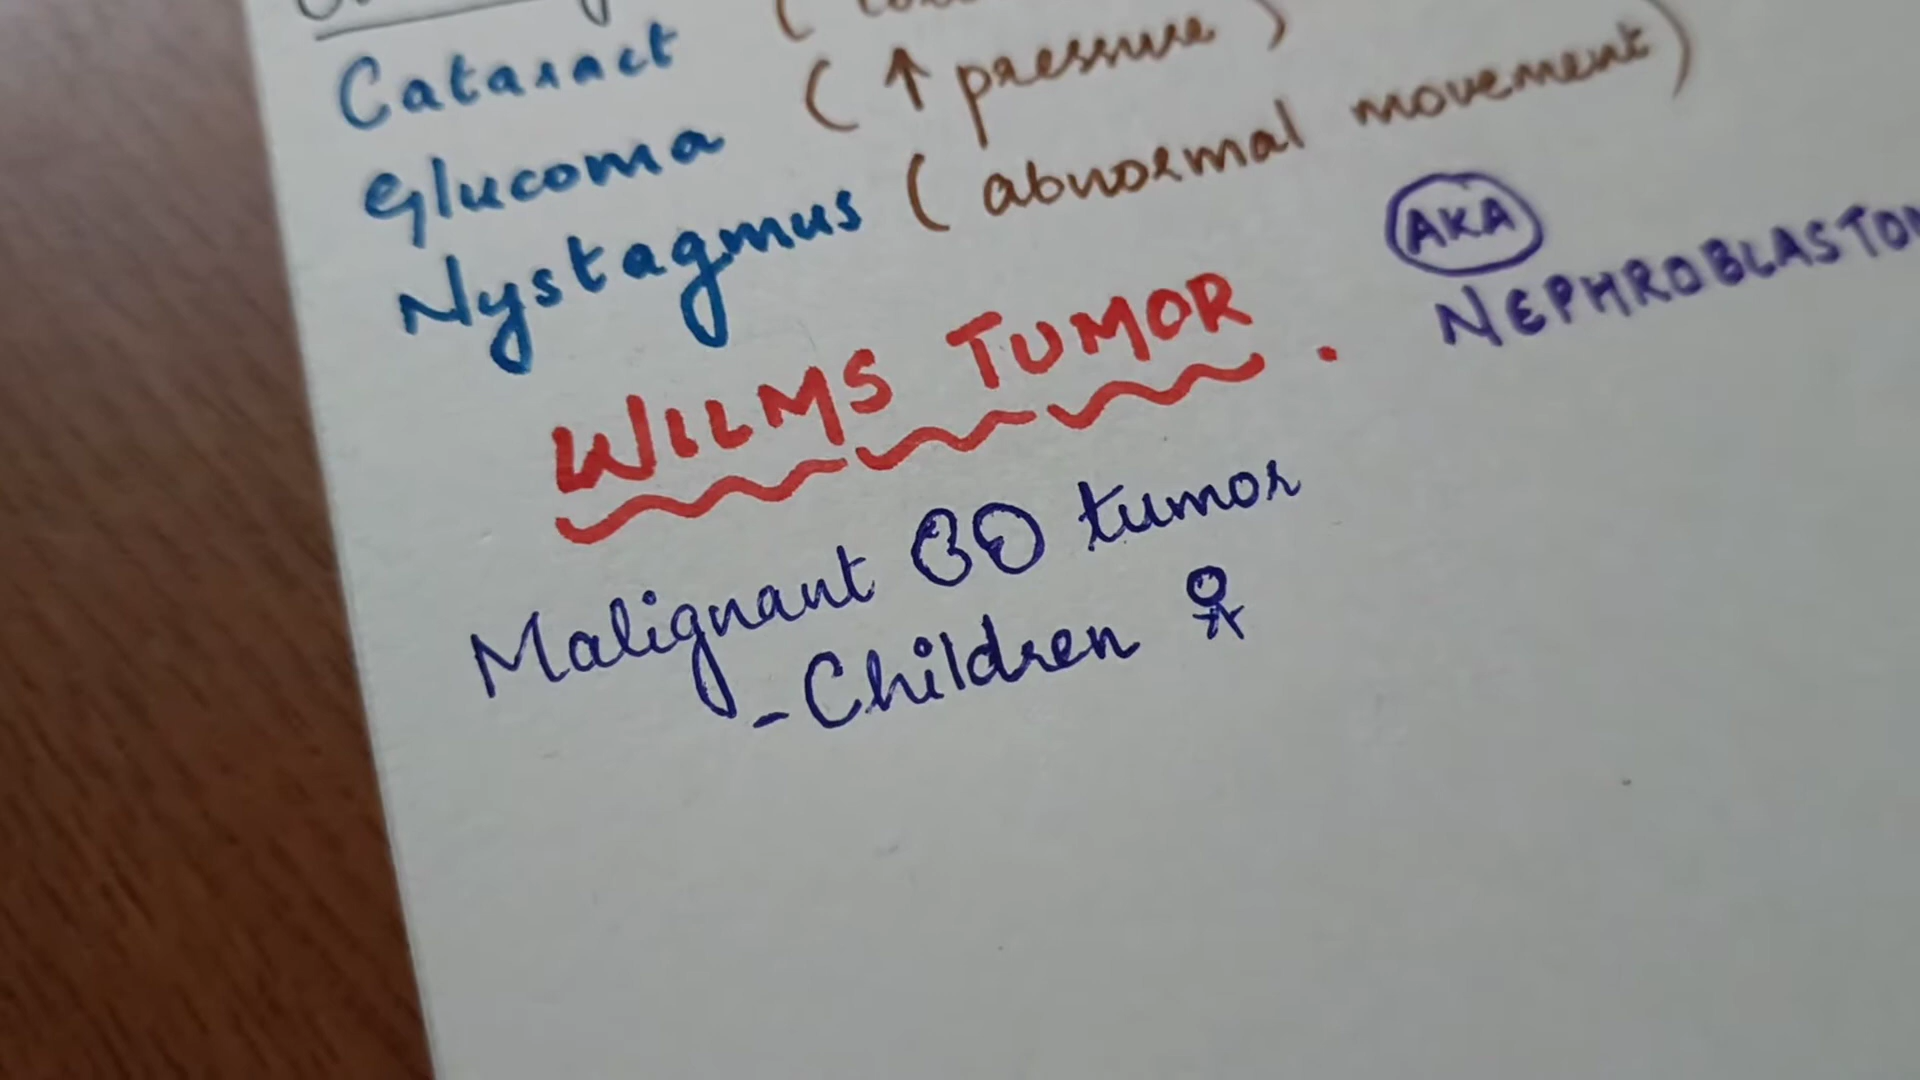 Cataract (
Glucoma (↑ pressure)
Nystagmus (abnormal movement)
AKA
WILMS TUMOR. NEPHROBLASTO
Malignant tumor
-Children